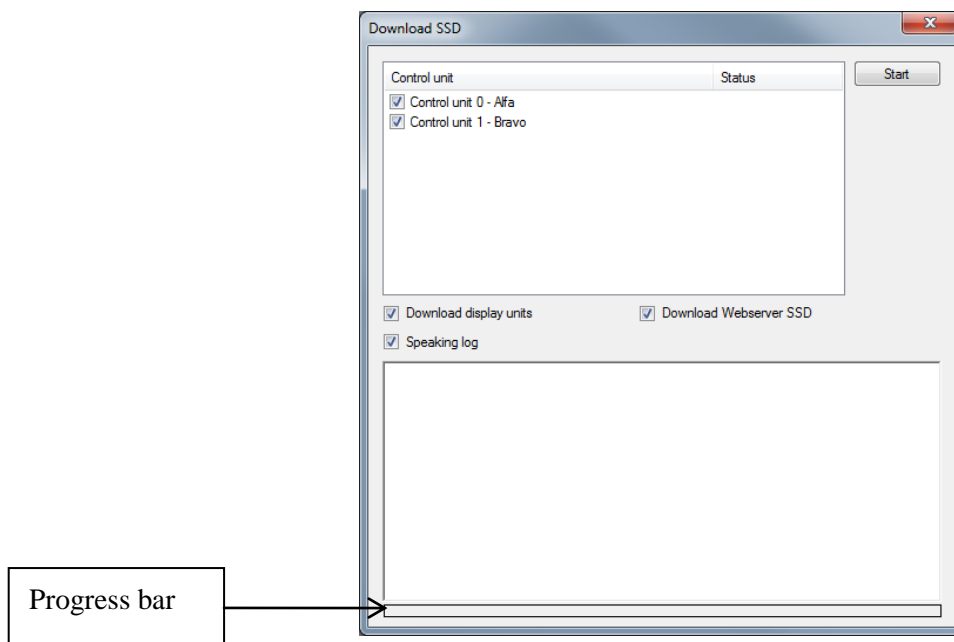 Download SSD
Control unit Status Start
Control unit 0 - Alfa
Control unit 1 - Bravo
Download display units Download Webserver SSD
Speaking log
Progress bar